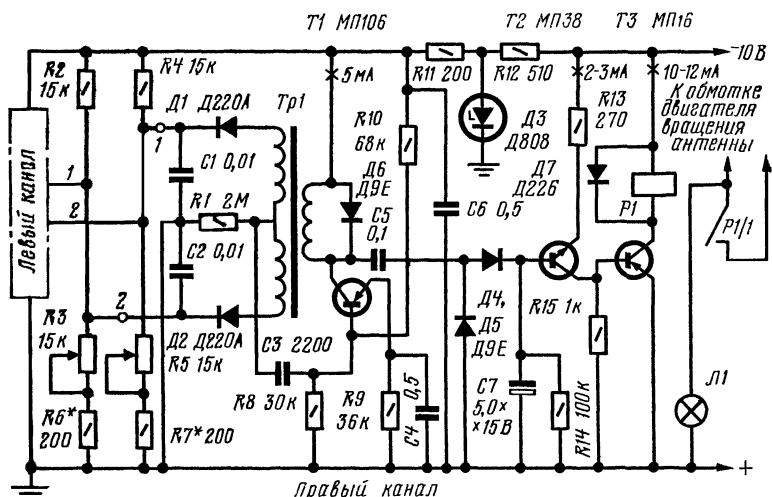 Т1 МП106
Т2 МП38
Т3 МП16
R2
15к
R4 15к
5мА
R11 200
R12 510
2-3мА
10-12мА
-10В
К обмотке
двигателя
вращения
антенны
Д1
Д220А
Тр1
1
R10
68к
Д3
Д808
R13
270
С1 0,01
Д6
Д9Е
Д7
Д226
1
2
R1 2М
С5
0,1
С6 0,5
Р1
Р1/1
Левый канал
С2 0,01
2
R3
15к
Д2 Д220А
R5 15к
С3 2200
Д4,
Д5
Д9Е
R15 1к
R6*
200
R7* 200
R8 30к
R9
36к
С4 0,5
С7
5,0×
×15В
R14 100к
Л1
+
Правый канал